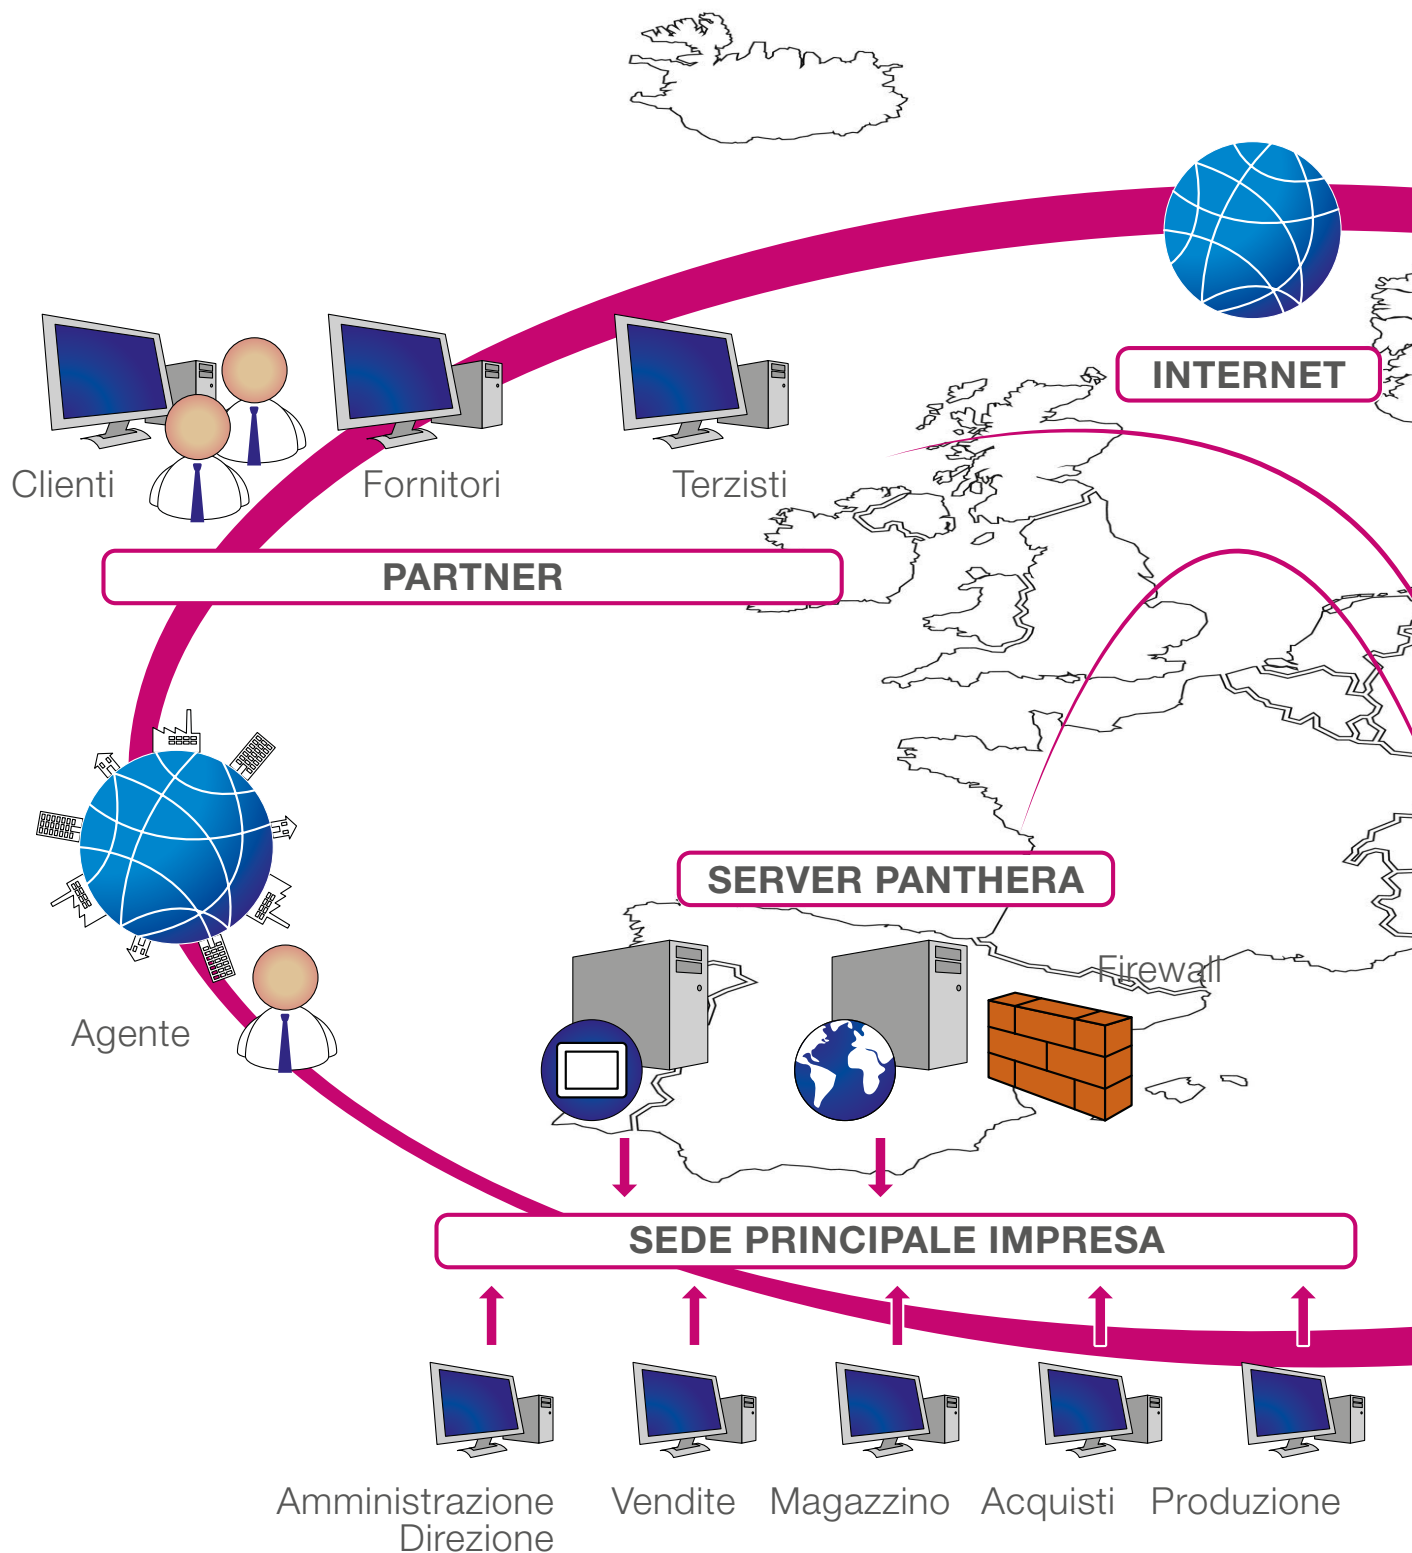 INTERNET
Clienti
Fornitori
Terzisti
PARTNER
SERVER PANTHERA
Firewall
Agente
SEDE PRINCIPALE IMPRESA
Amministrazione
Direzione
Vendite
Magazzino
Acquisti
Produzione